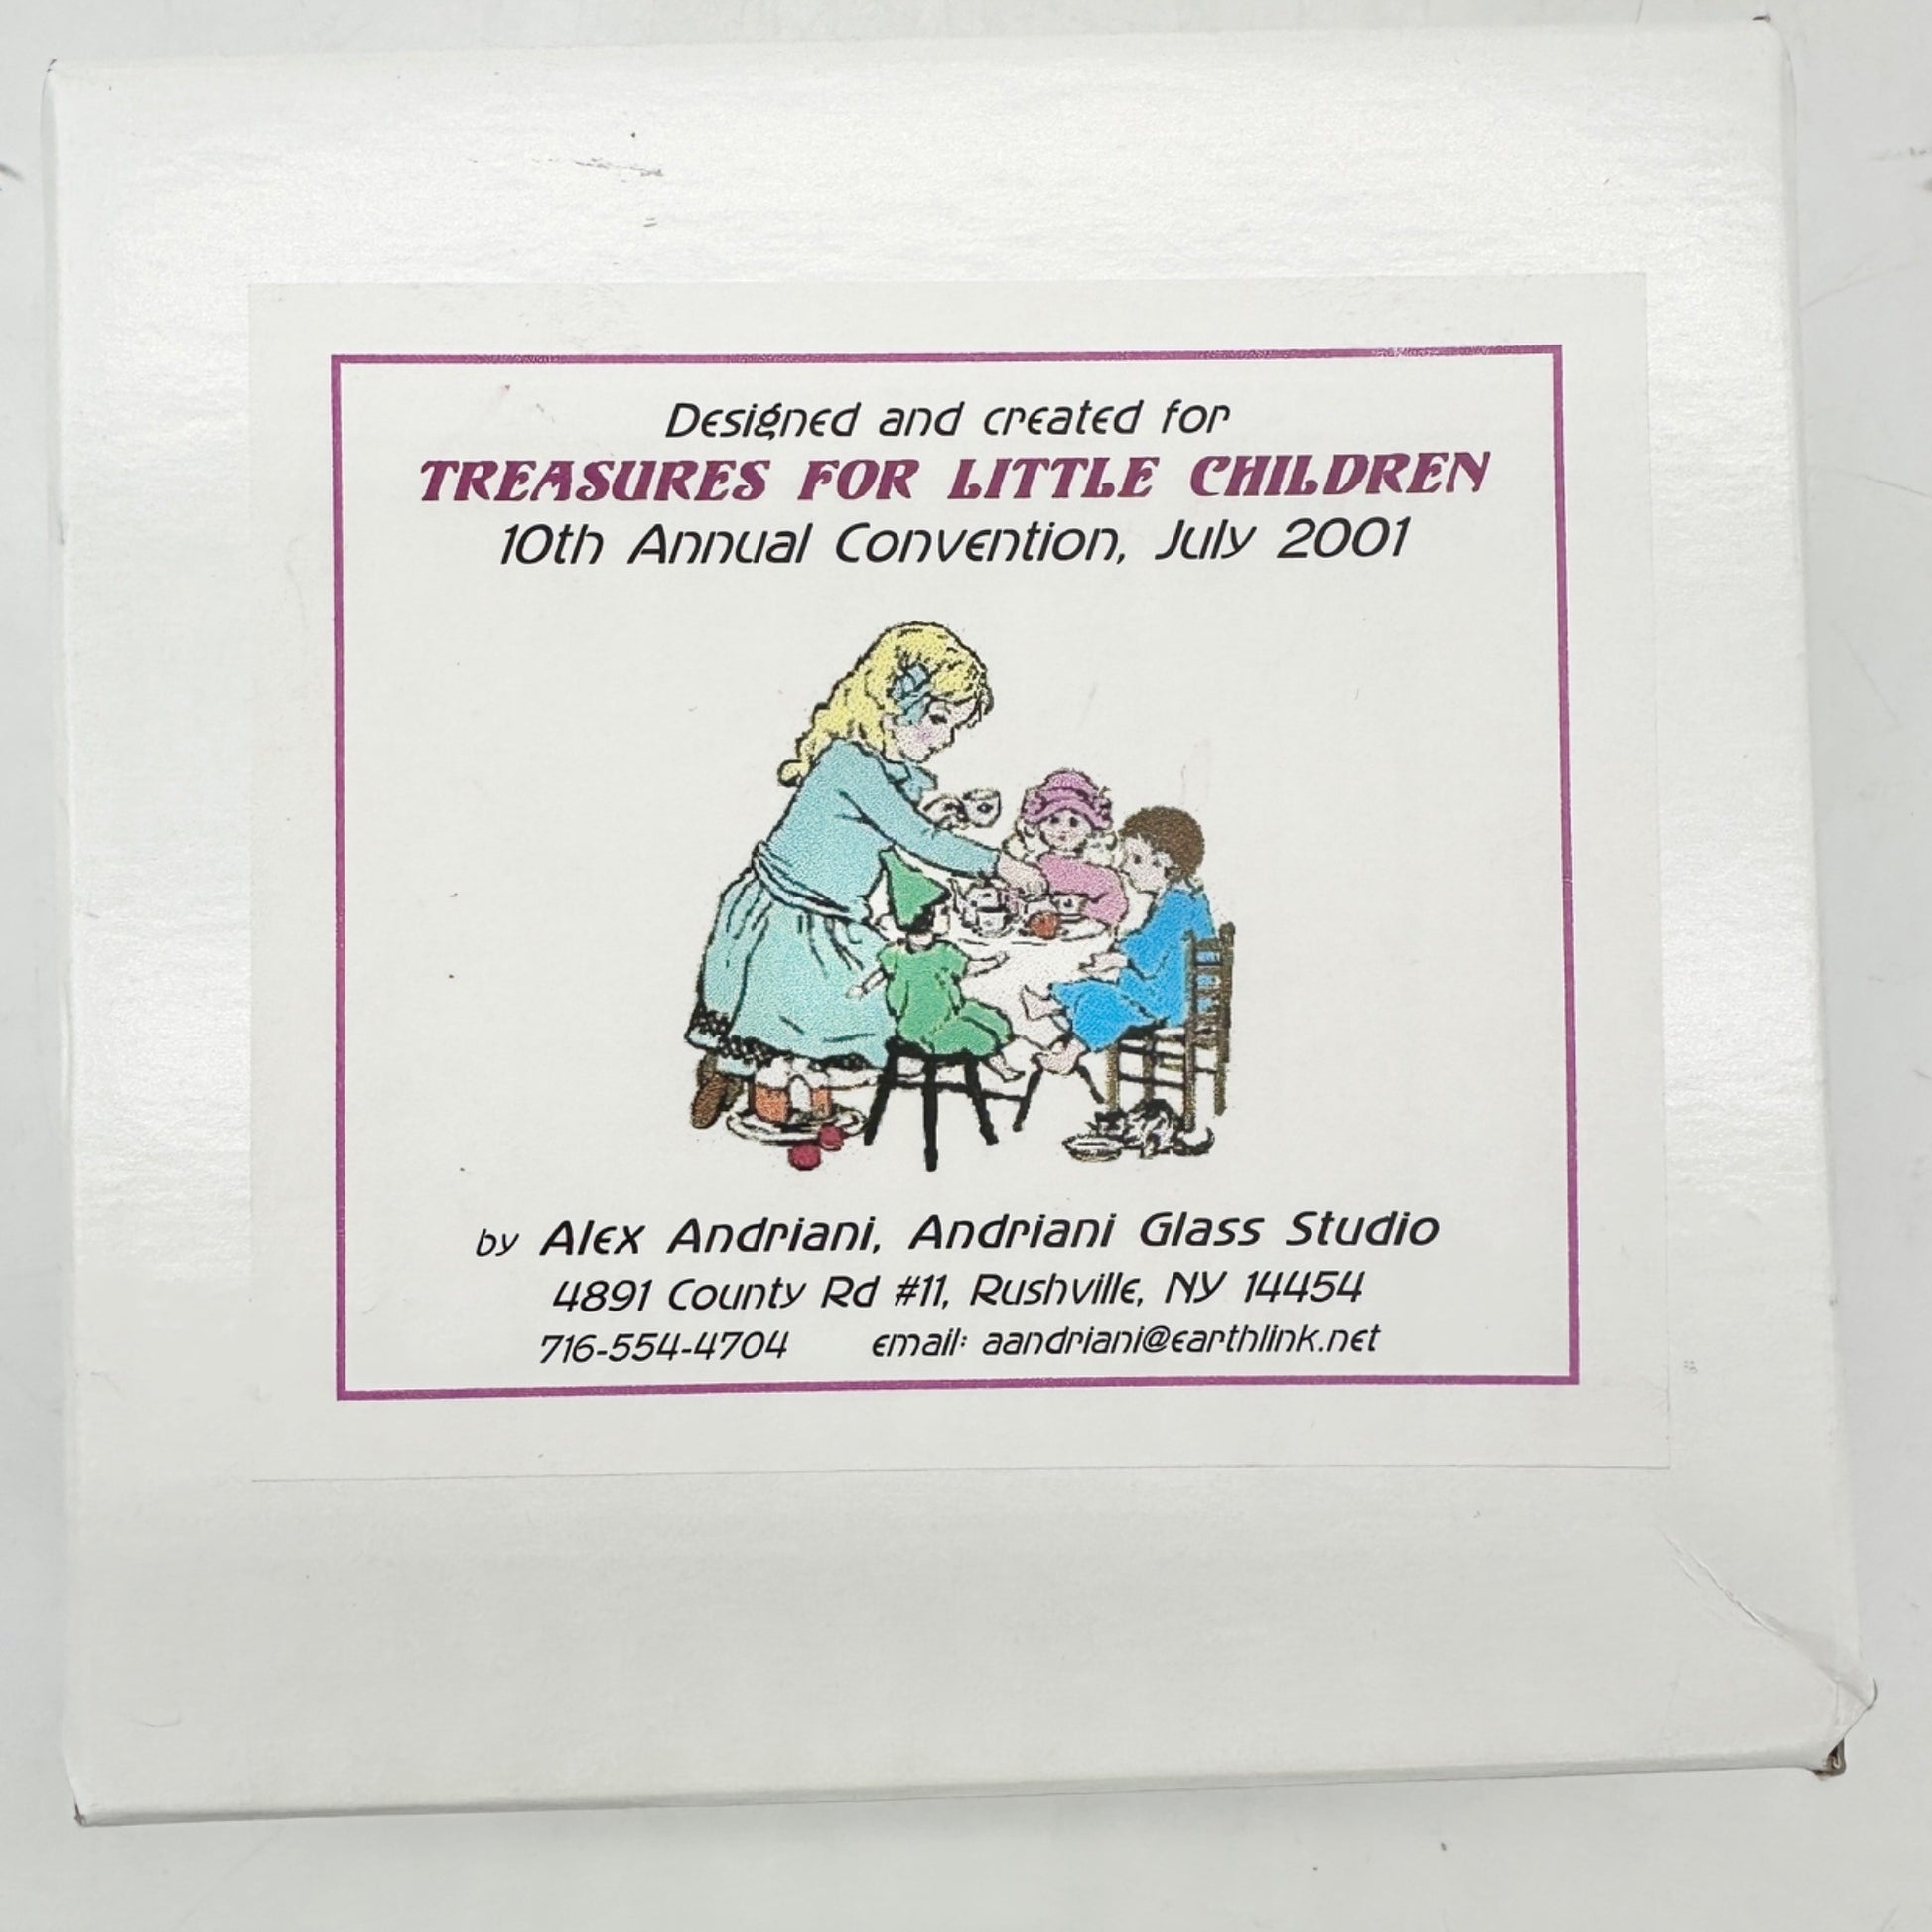 Designed and created for
TREASURES FOR LITTLE CHILDREN
10th Annual Convention, July 2001
by Alex Andriani, Andriani Glass Studio
4891 County Rd #11, Rushville, NY 14454
716-554-4704 email: aandriani@earthlink.net